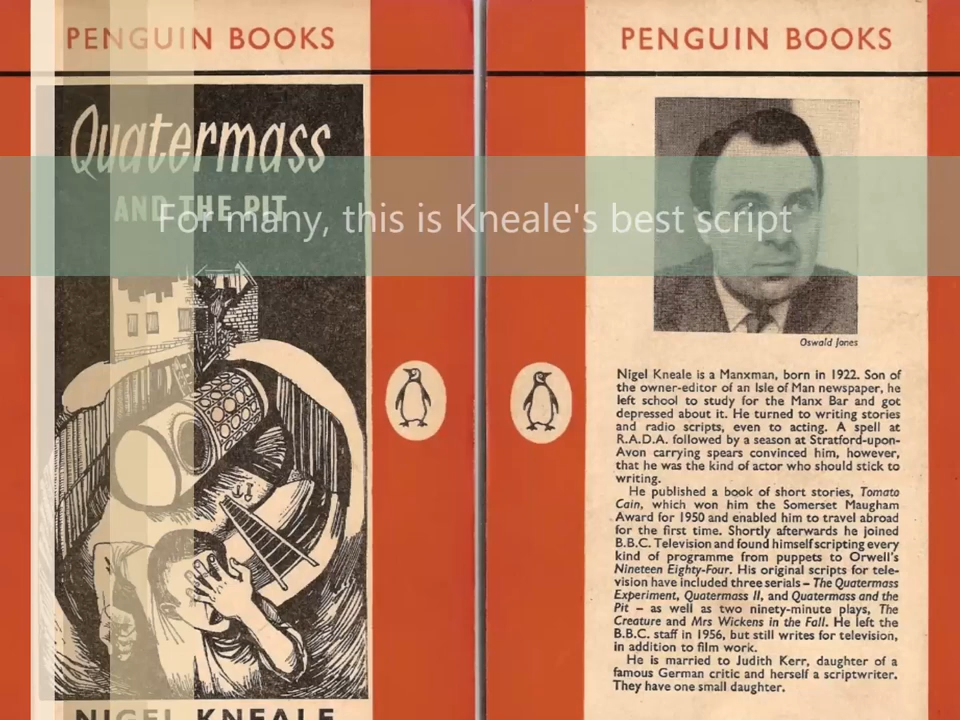 PENGUIN BOOKS
Quatermass
AND THE PIT
NIGEL KNEALE
For many, this is Kneale's best script
PENGUIN BOOKS
Oswald Jones
Nigel Kneale is a Manxman, born in 1922. Son of
the owner-editor of an Isle of Man newspaper, he
left school to study for the Manx Bar and got
depressed about it. He turned to writing stories
and radio scripts, even to acting. A spell at
R.A.D.A. followed by a season at Stratford-upon-
Avon carrying spears convinced him, however,
that he was the kind of actor who should stick to
writing.
He published a book of short stories, Tomato
Cain, which won him the Somerset Maugham
Award for 1950 and enabled him to travel abroad
for the first time. Shortly afterwards he joined
B.B.C. Television and found himself scripting every
kind of programme from puppets to Orwell's
Nineteen Eighty-Four. His original scripts for tele-
vision have included three serials – The Quatermass
Experiment, Quatermass II, and Quatermass and the
Pit – as well as two ninety-minute plays, The
Creature and Mrs Wickens in the Fall. He left the
B.B.C. staff in 1956, but still writes for television,
in addition to film work.
He is married to Judith Kerr, daughter of a
famous German critic and herself a scriptwriter.
They have one small daughter.